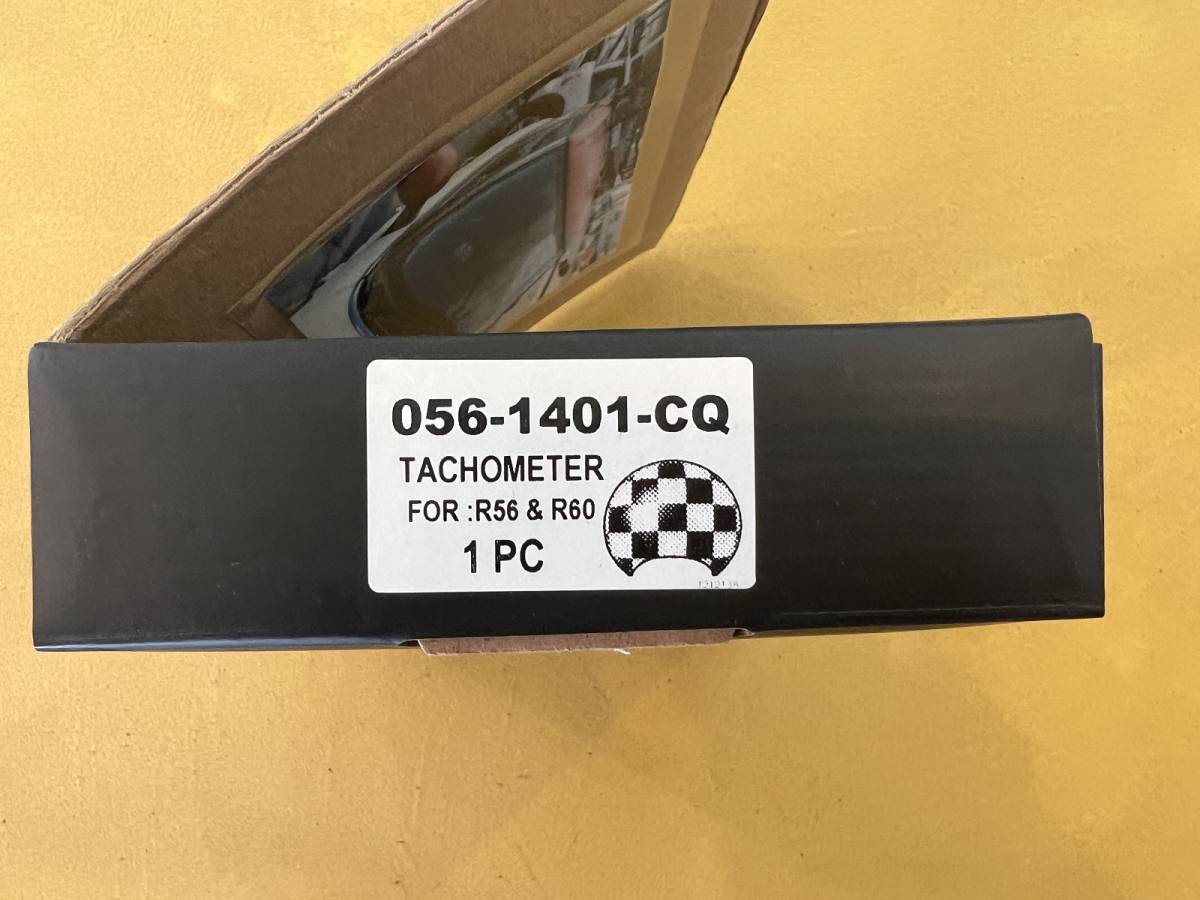 056-1401-CQ
TACHOMETER
FOR :R56 & R60
1 PC